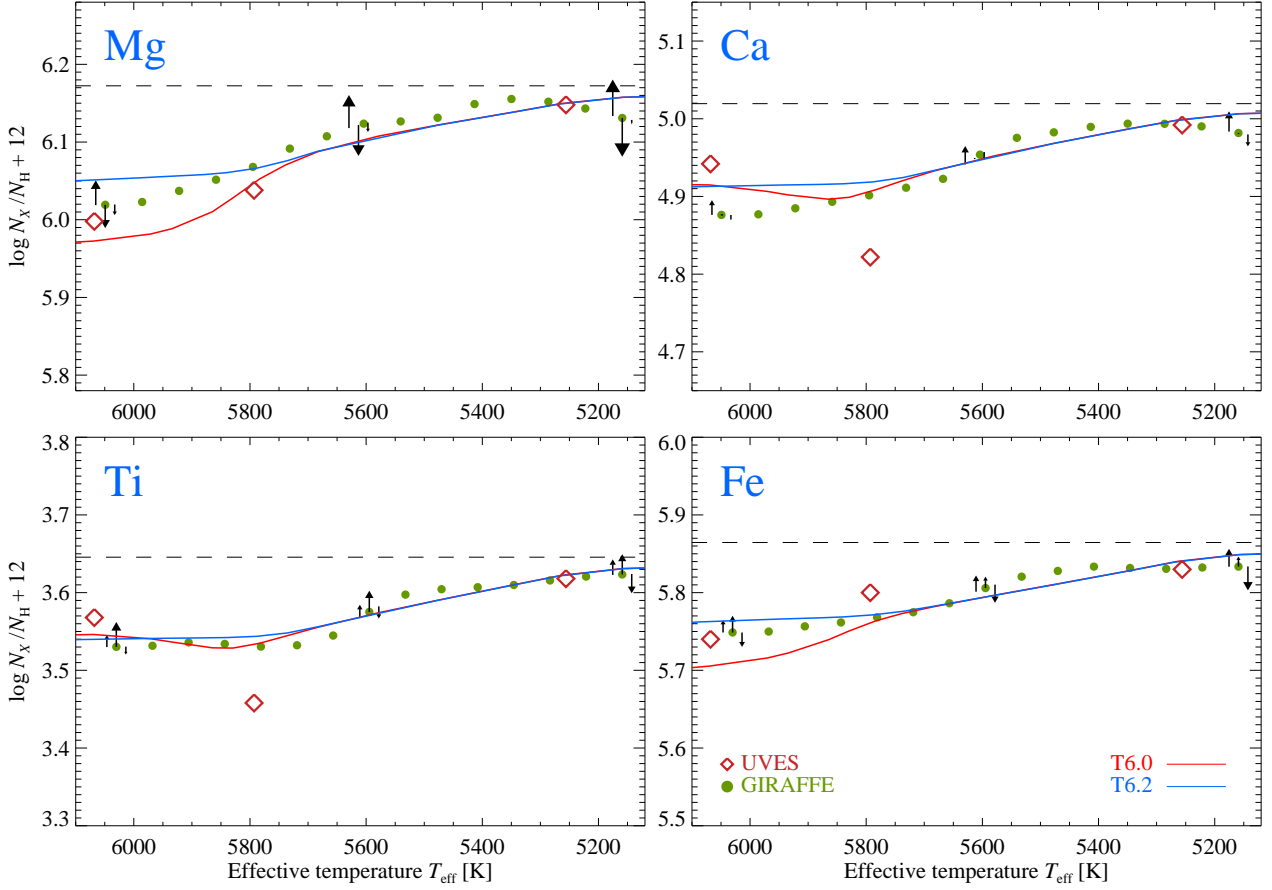 Mg
Ca
6.2
6.1
6.0
5.9
5.8
5.1
5.0
4.9
4.8
4.7
log N_X/N_H + 12
6000 5800 5600 5400 5200
6000 5800 5600 5400 5200
Ti
Fe
3.8
3.7
3.6
3.5
3.4
3.3
6.0
5.9
5.8
5.7
5.6
5.5
log N_X/N_H + 12
UVES
GIRAFFE
T6.0
T6.2
6000 5800 5600 5400 5200
6000 5800 5600 5400 5200
Effective temperature T_eff [K]
Effective temperature T_eff [K]